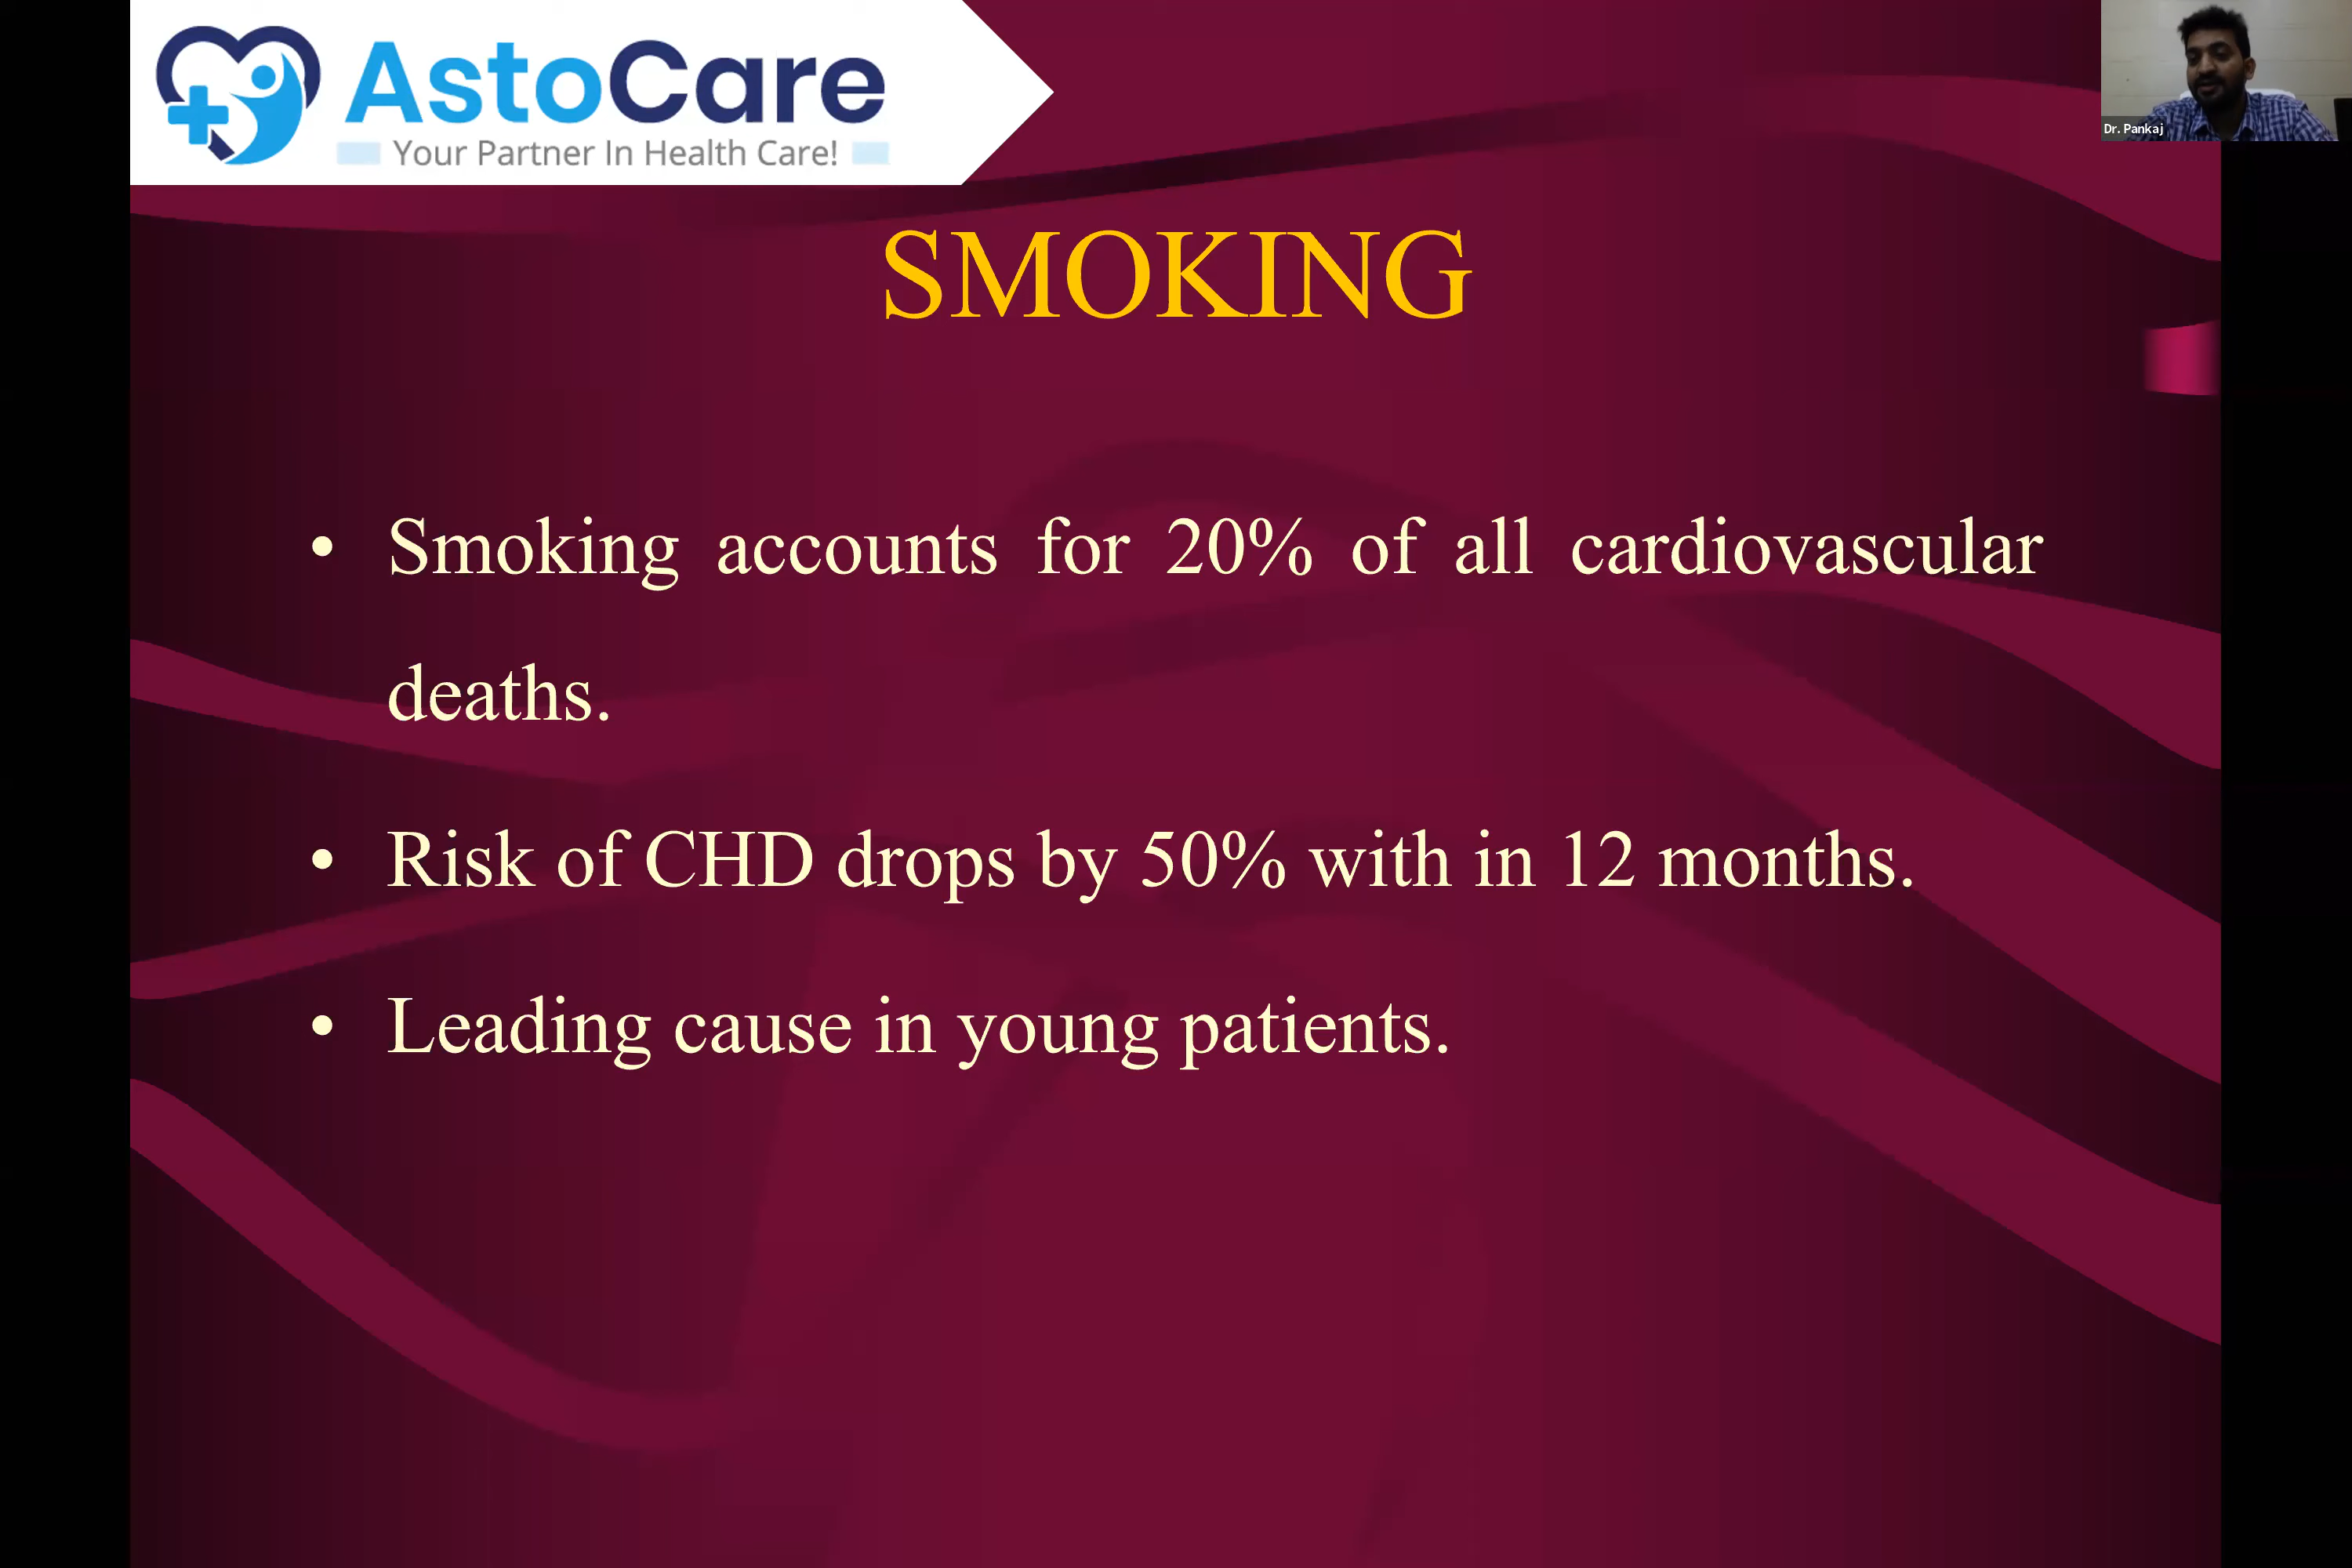 AstoCare
Your Partner In Health Care!
Dr. Pankaj
SMOKING
• Smoking accounts for 20% of all cardiovascular
deaths.
• Risk of CHD drops by 50% with in 12 months.
• Leading cause in young patients.